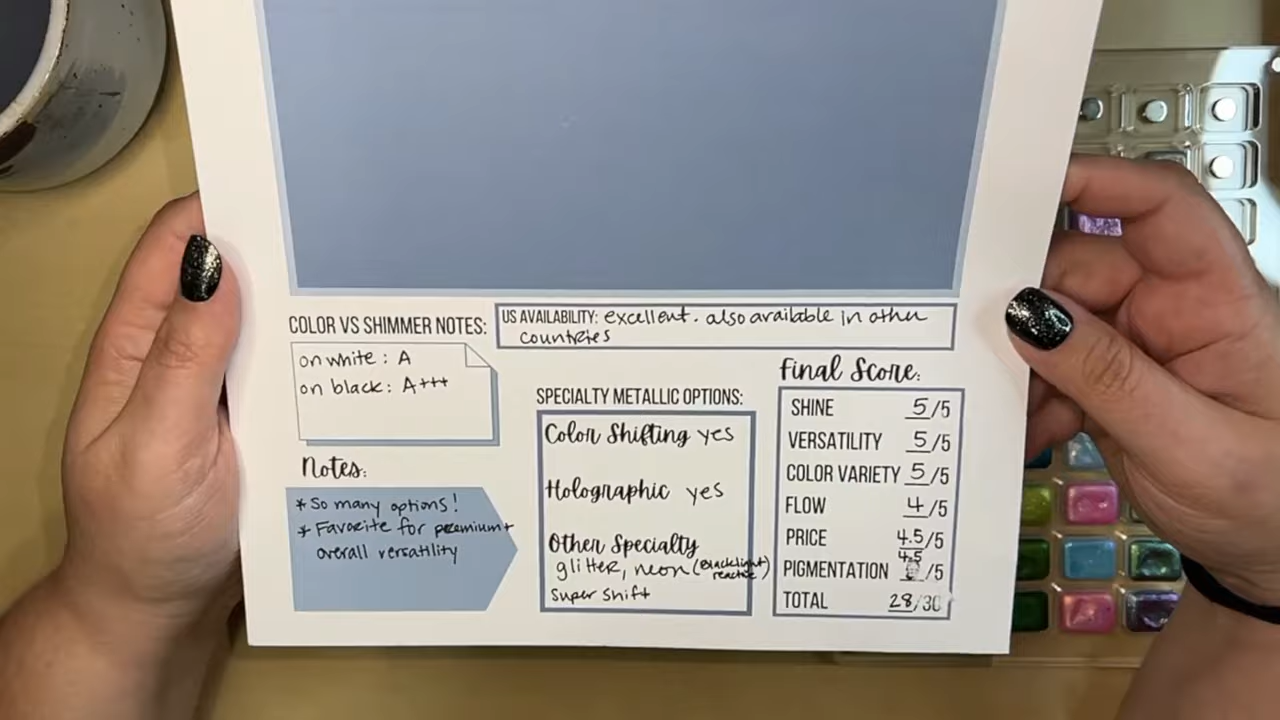 COLOR VS SHIMMER NOTES:
on white: A
on black: A+++
US AVAILABILITY: excellent. also available in other
countries
Notes:
* So many options!
* Favorite for premium +
overall versatility
SPECIALTY METALLIC OPTIONS:
Color Shifting yes
Holographic yes
Other Specialty
glitter, neon (blacklight
reactive)
super shift
Final Score:
SHINE 5/5
VERSATILITY 5/5
COLOR VARIETY 5/5
FLOW 4/5
PRICE 4.5/5
PIGMENTATION 4.5/5
TOTAL 28/30